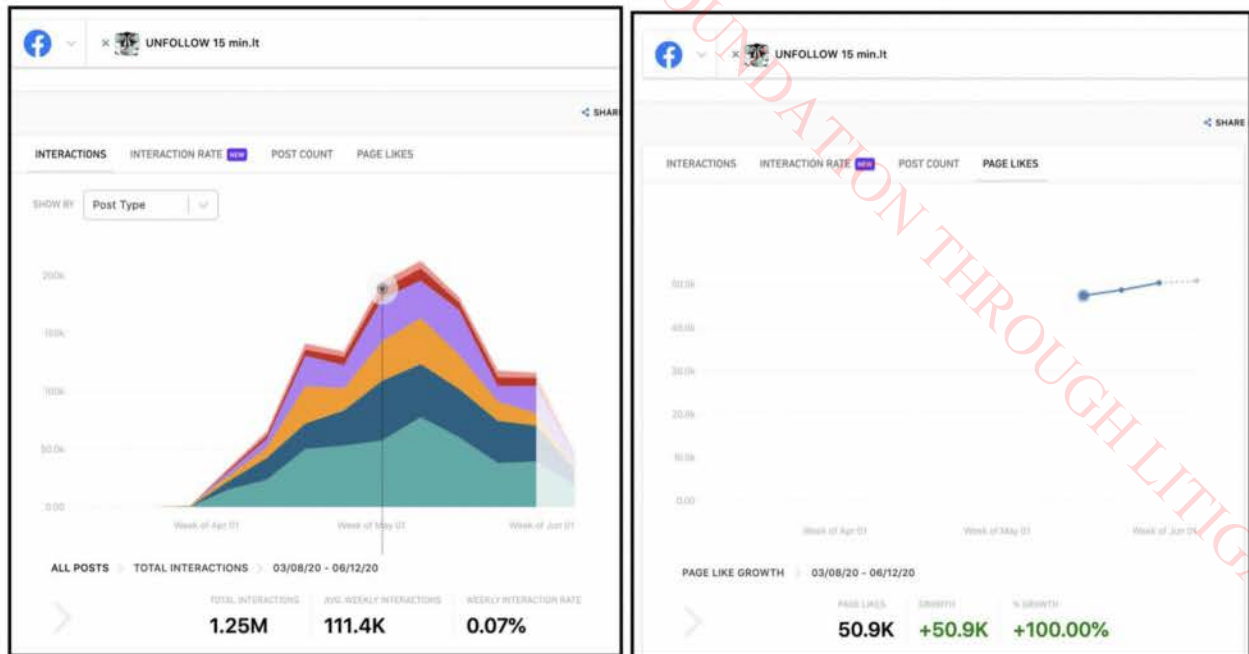 UNFOLLOW 15 min.lt
SHARE
INTERACTIONS INTERACTION RATE NEW POST COUNT PAGE LIKES
SHOW BY Post Type
200k
150k
100k
50.0k
0.00
Week of Apr 01 Week of May 01 Week of Jun 01
ALL POSTS TOTAL INTERACTIONS 03/08/20 - 06/12/20
TOTAL INTERACTIONS AVG. WEEKLY INTERACTIONS WEEKLY INTERACTION RATE
1.25M 111.4K 0.07%
UNFOLLOW 15 min.lt
SHARE
INTERACTIONS INTERACTION RATE NEW POST COUNT PAGE LIKES
50.0k
40.0k
30.0k
20.0k
10.0k
0.00
Week of Apr 01 Week of May 01 Week of Jun 01
PAGE LIKE GROWTH 03/08/20 - 06/12/20
PAGE LIKES GROWTH % GROWTH
50.9K +50.9K +100.00%
OUNDATION THROUGH LITIGA